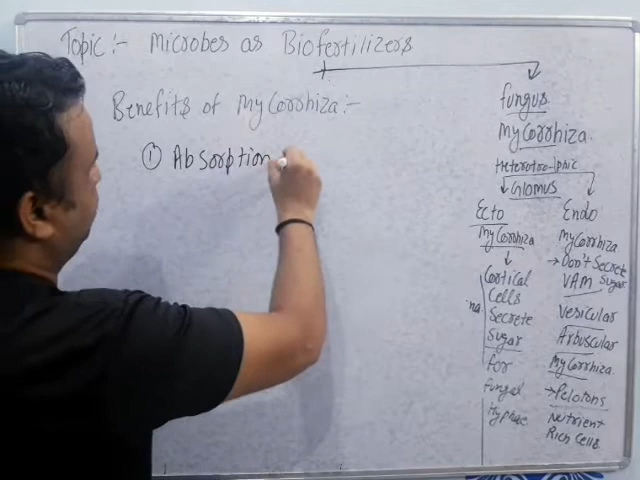 Topic:- Microbes as Biofertilizers
Benefits of Mycorrhiza:-
① Absorption
fungus
Mycorrhiza
Heterotrophic
Glomus
Ecto
Mycorrhiza
Cortical
Cells
Secrete
Sugar
for
fungal
Hyphae
Endo
Mycorrhiza
→ Don't Secrete
Sugar
VAM
Vesicular
Arbuscular
Mycorrhiza
→ Pelotons
Nutrient
Rich Cells